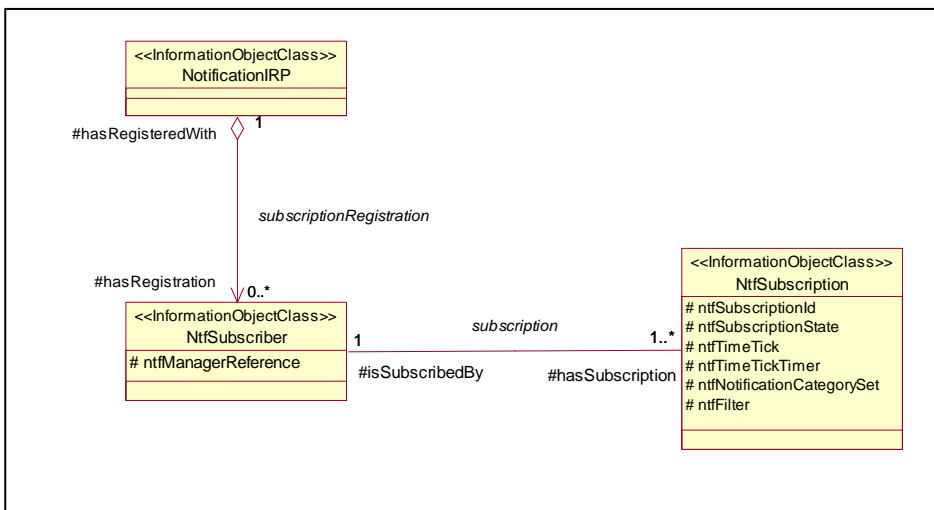 <<InformationObjectClass>>
NotificationIRP
#hasRegisteredWith
1
subscriptionRegistration
#hasRegistration
0..*
<<InformationObjectClass>>
NtfSubscriber
# ntfManagerReference
1
subscription
1..*
#isSubscribedBy
#hasSubscription
<<InformationObjectClass>>
NtfSubscription
# ntfSubscriptionId
# ntfSubscriptionState
# ntfTimeTick
# ntfTimeTickTimer
# ntfNotificationCategorySet
# ntfFilter